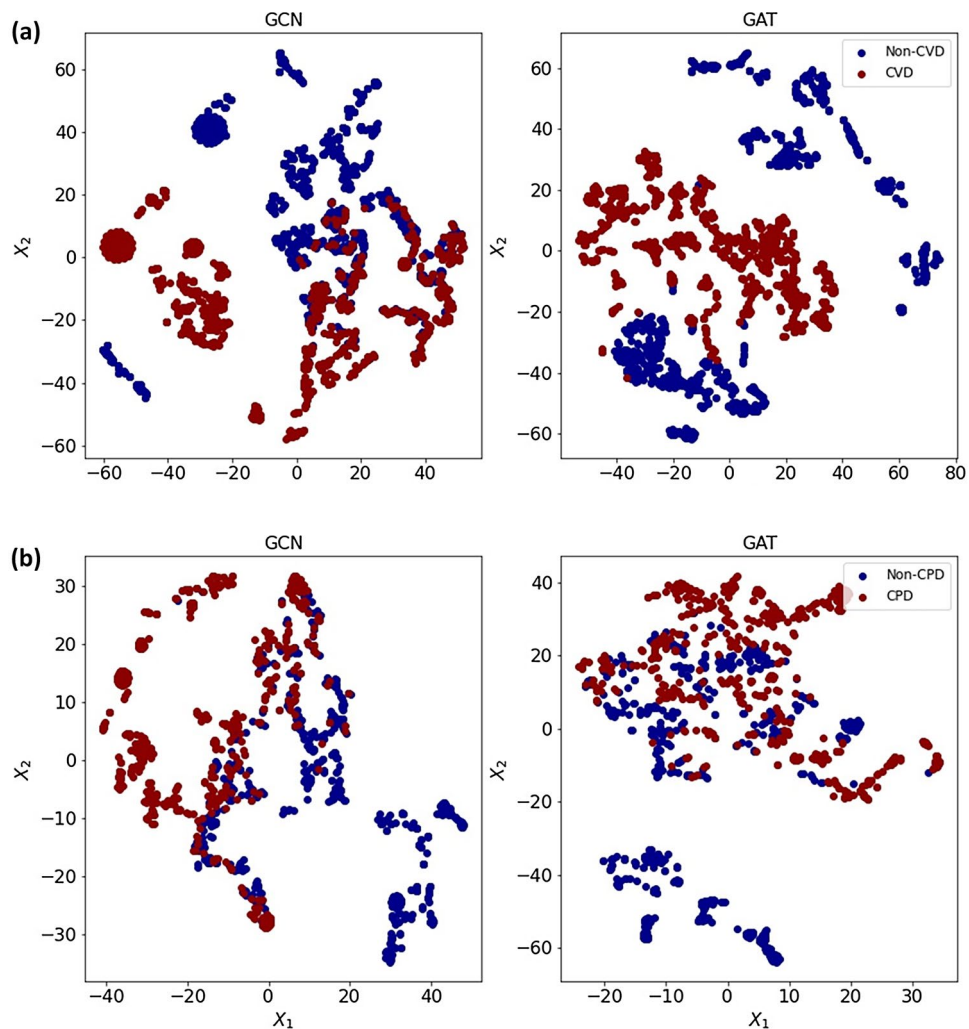 (a)
GCN
GAT
X2
60
40
20
0
−20
−40
−60
−60 −40 −20 0 20 40
X2
60
40
20
0
−20
−40
−60
−40 −20 0 20 40 60 80
Non-CVD
CVD
(b)
GCN
GAT
X2
30
20
10
0
−10
−20
−30
−40 −20 0 20 40
X1
X2
40
20
0
−20
−40
−60
−20 −10 0 10 20 30
X1
Non-CPD
CPD